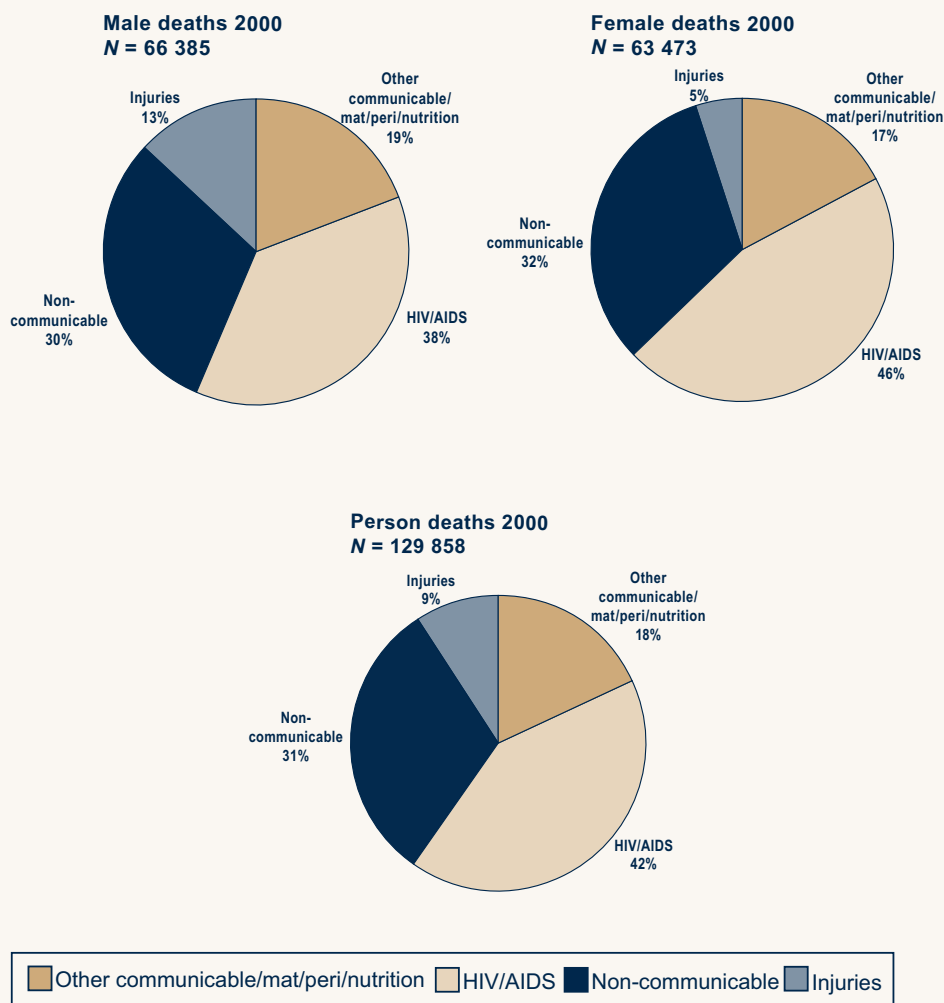 Male deaths 2000
N = 66 385
Injuries
13%
Other
communicable/
mat/peri/nutrition
19%
Non-
communicable
30%
HIV/AIDS
38%
Female deaths 2000
N = 63 473
Injuries
5%
Other
communicable/
mat/peri/nutrition
17%
Non-
communicable
32%
HIV/AIDS
46%
Person deaths 2000
N = 129 858
Injuries
9%
Other
communicable/
mat/peri/nutrition
18%
Non-
communicable
31%
HIV/AIDS
42%
Other communicable/mat/peri/nutrition HIV/AIDS Non-communicable Injuries